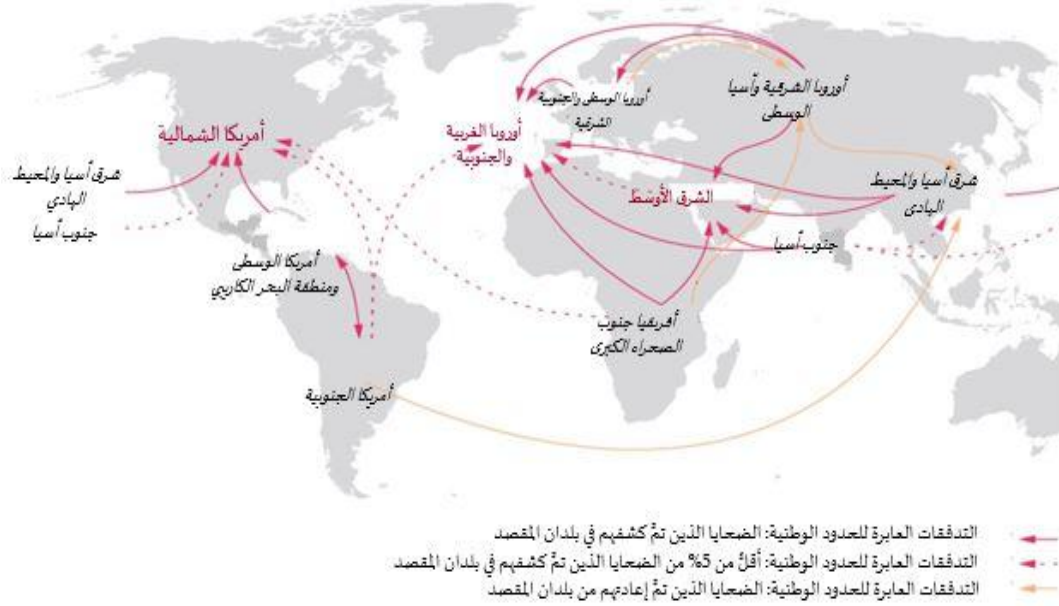 أوروبا الشرقية وآسيا
الوسطى
أوروبا الوسطى والجنوبية
الشرقية
أمريكا الشمالية
أوروبا الغربية
والجنوبية
شرق آسيا والمحيط
الهادي
جنوب آسيا
الشرق الأوسط
شرق آسيا والمحيط
الهادى
جنوب آسيا
أمريكا الوسطى
ومنطقة البحر الكاريبي
أفريقيا جنوب
الصحراء الكبرى
أمريكا الجنوبية
التدفقات العابرة للحدود الوطنية: الضحايا الذين تمَّ كشفهم في بلدان المقصد
التدفقات العابرة للحدود الوطنية: أقلُّ من 5% من الضحايا الذين تمَّ كشفهم في بلدان المقصد
التدفقات العابرة للحدود الوطنية: الضحايا الذين تمَّ إعادتهم من بلدان المقصد